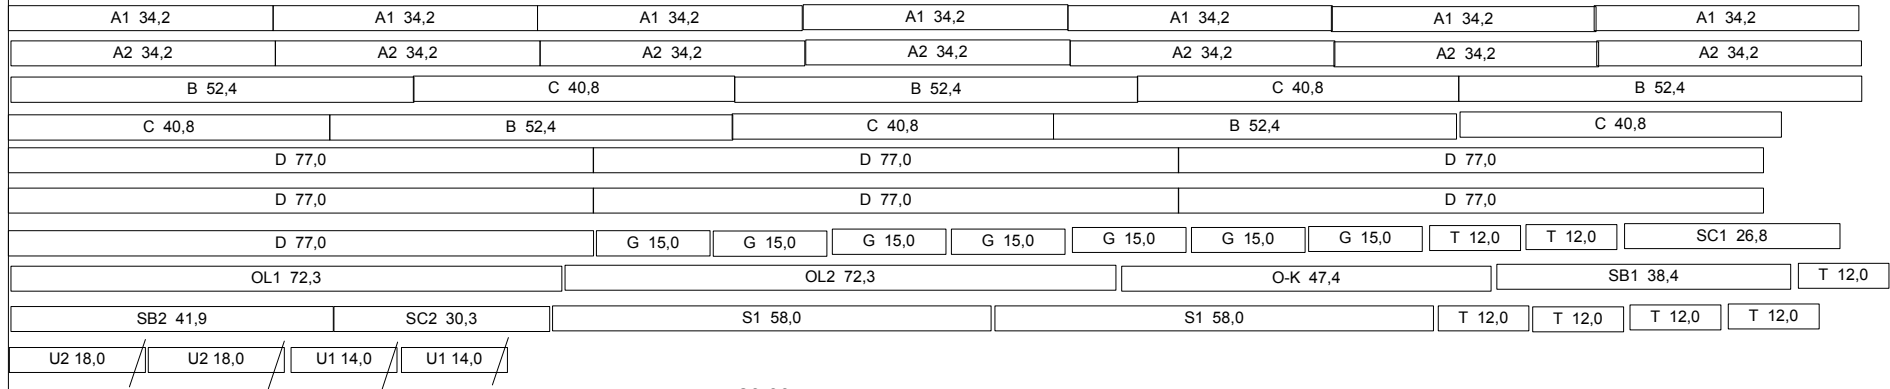 A1 34,2 A1 34,2 A1 34,2 A1 34,2 A1 34,2 A1 34,2 A1 34,2
A2 34,2 A2 34,2 A2 34,2 A2 34,2 A2 34,2 A2 34,2 A2 34,2
B 52,4 C 40,8 B 52,4 C 40,8 B 52,4
C 40,8 B 52,4 C 40,8 B 52,4 C 40,8
D 77,0 D 77,0 D 77,0
D 77,0 D 77,0 D 77,0
D 77,0 G 15,0 G 15,0 G 15,0 G 15,0 G 15,0 G 15,0 G 15,0 T 12,0 T 12,0 SC1 26,8
OL1 72,3 OL2 72,3 O-K 47,4 SB1 38,4 T 12,0
SB2 41,9 SC2 30,3 S1 58,0 S1 58,0 T 12,0 T 12,0 T 12,0 T 12,0
U2 18,0 U2 18,0 U1 14,0 U1 14,0